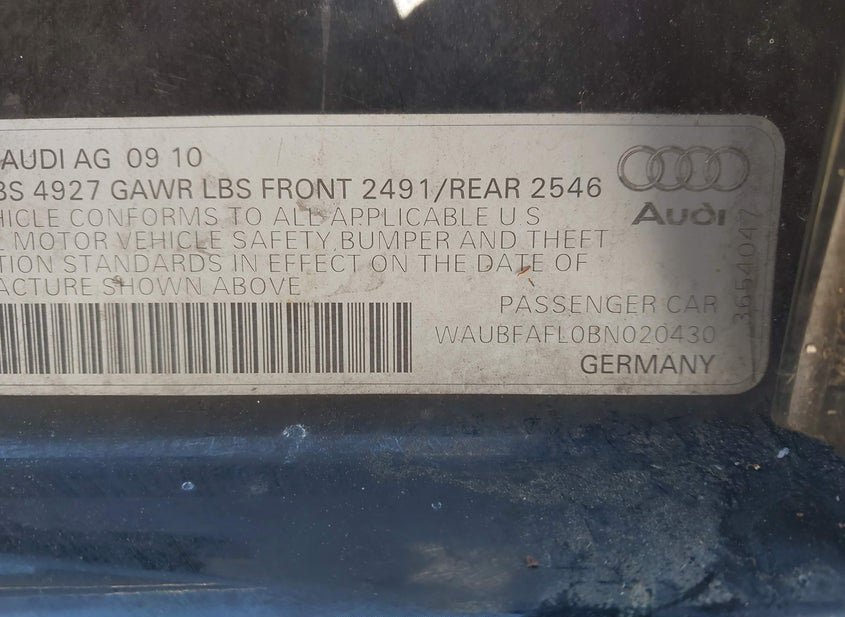 AUDI AG 09 10
BS 4927 GAWR LBS FRONT 2491/REAR 2546
HICLE CONFORMS TO ALL APPLICABLE U S
L MOTOR VEHICLE SAFETY, BUMPER AND THEFT
TION STANDARDS IN EFFECT ON THE DATE OF
ACTURE SHOWN ABOVE
Audi
PASSENGER CAR
WAUBFAFL0BN020430
GERMANY
3654047